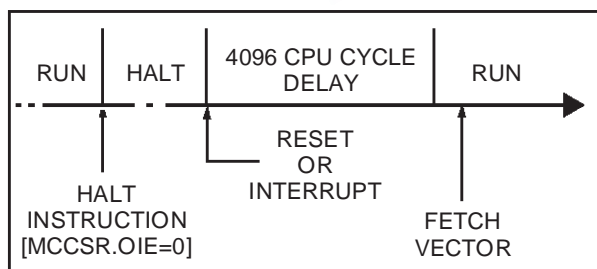 RUN
HALT
4096 CPU CYCLE
DELAY
RUN
RESET
OR
INTERRUPT
HALT
INSTRUCTION
[MCCSR.OIE=0]
FETCH
VECTOR